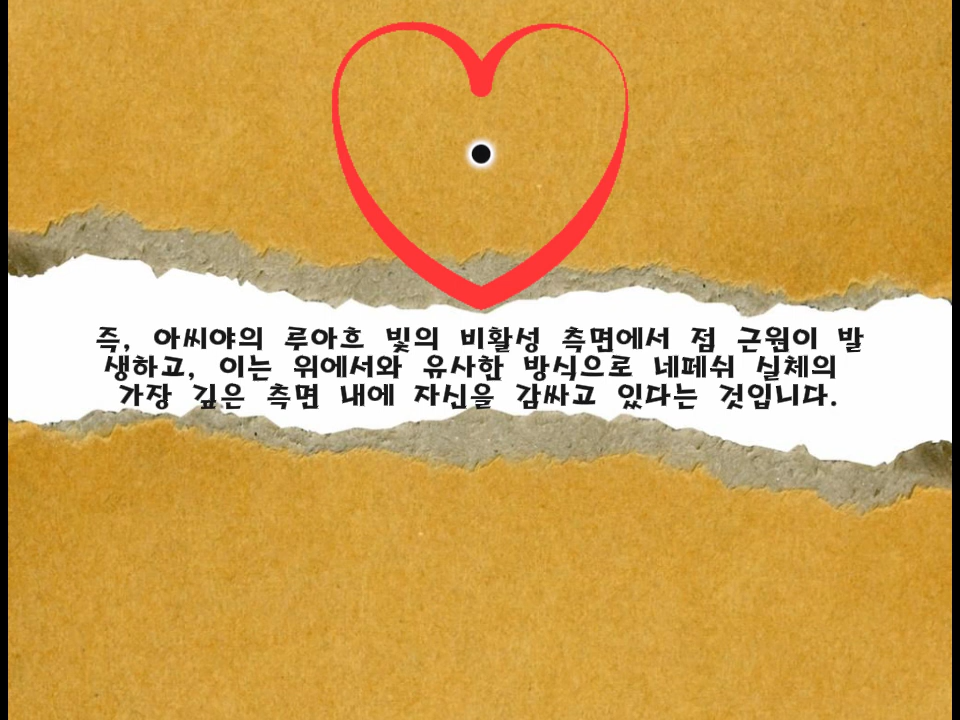 즉, 아씨야의 루아흐 빛의 비활성 측면에서 점 근원이 발
생하고, 이는 위에서와 유사한 방식으로 네페쉬 실체의
가장 깊은 측면 내에 자신을 감싸고 있다는 것입니다.